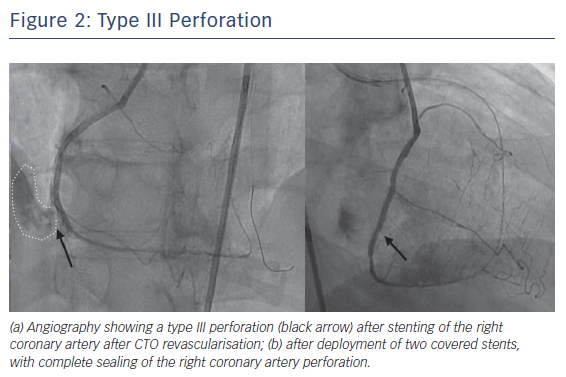 Figure 2: Type III Perforation
(a) Angiography showing a type III perforation (black arrow) after stenting of the right
coronary artery after CTO revascularisation; (b) after deployment of two covered stents,
with complete sealing of the right coronary artery perforation.